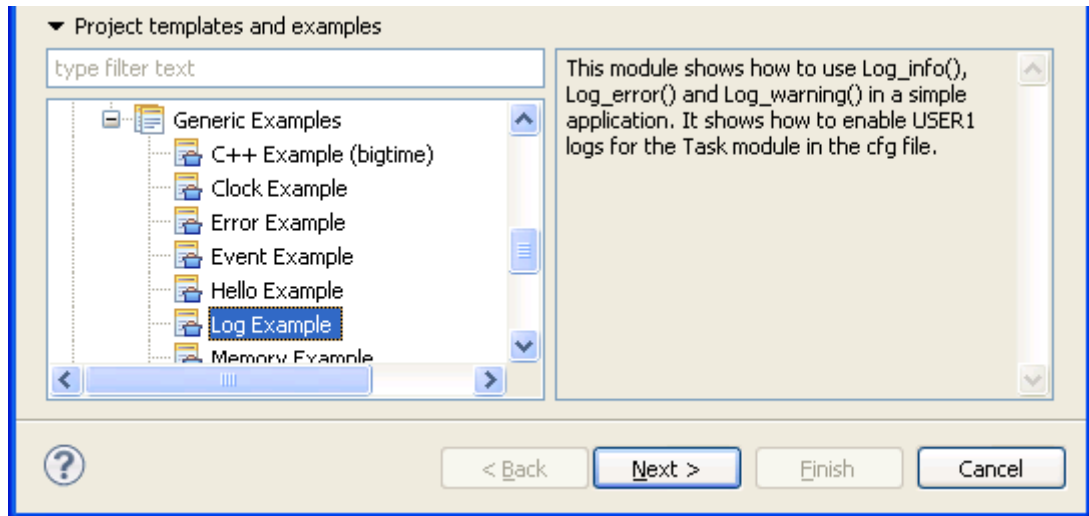 Project templates and examples
type filter text
Generic Examples
C++ Example (bigtime)
Clock Example
Error Example
Event Example
Hello Example
Log Example
Memory Example
This module shows how to use Log_info(),
Log_error() and Log_warning() in a simple
application. It shows how to enable USER1
logs for the Task module in the cfg file.
?
< Back
Next >
Finish
Cancel